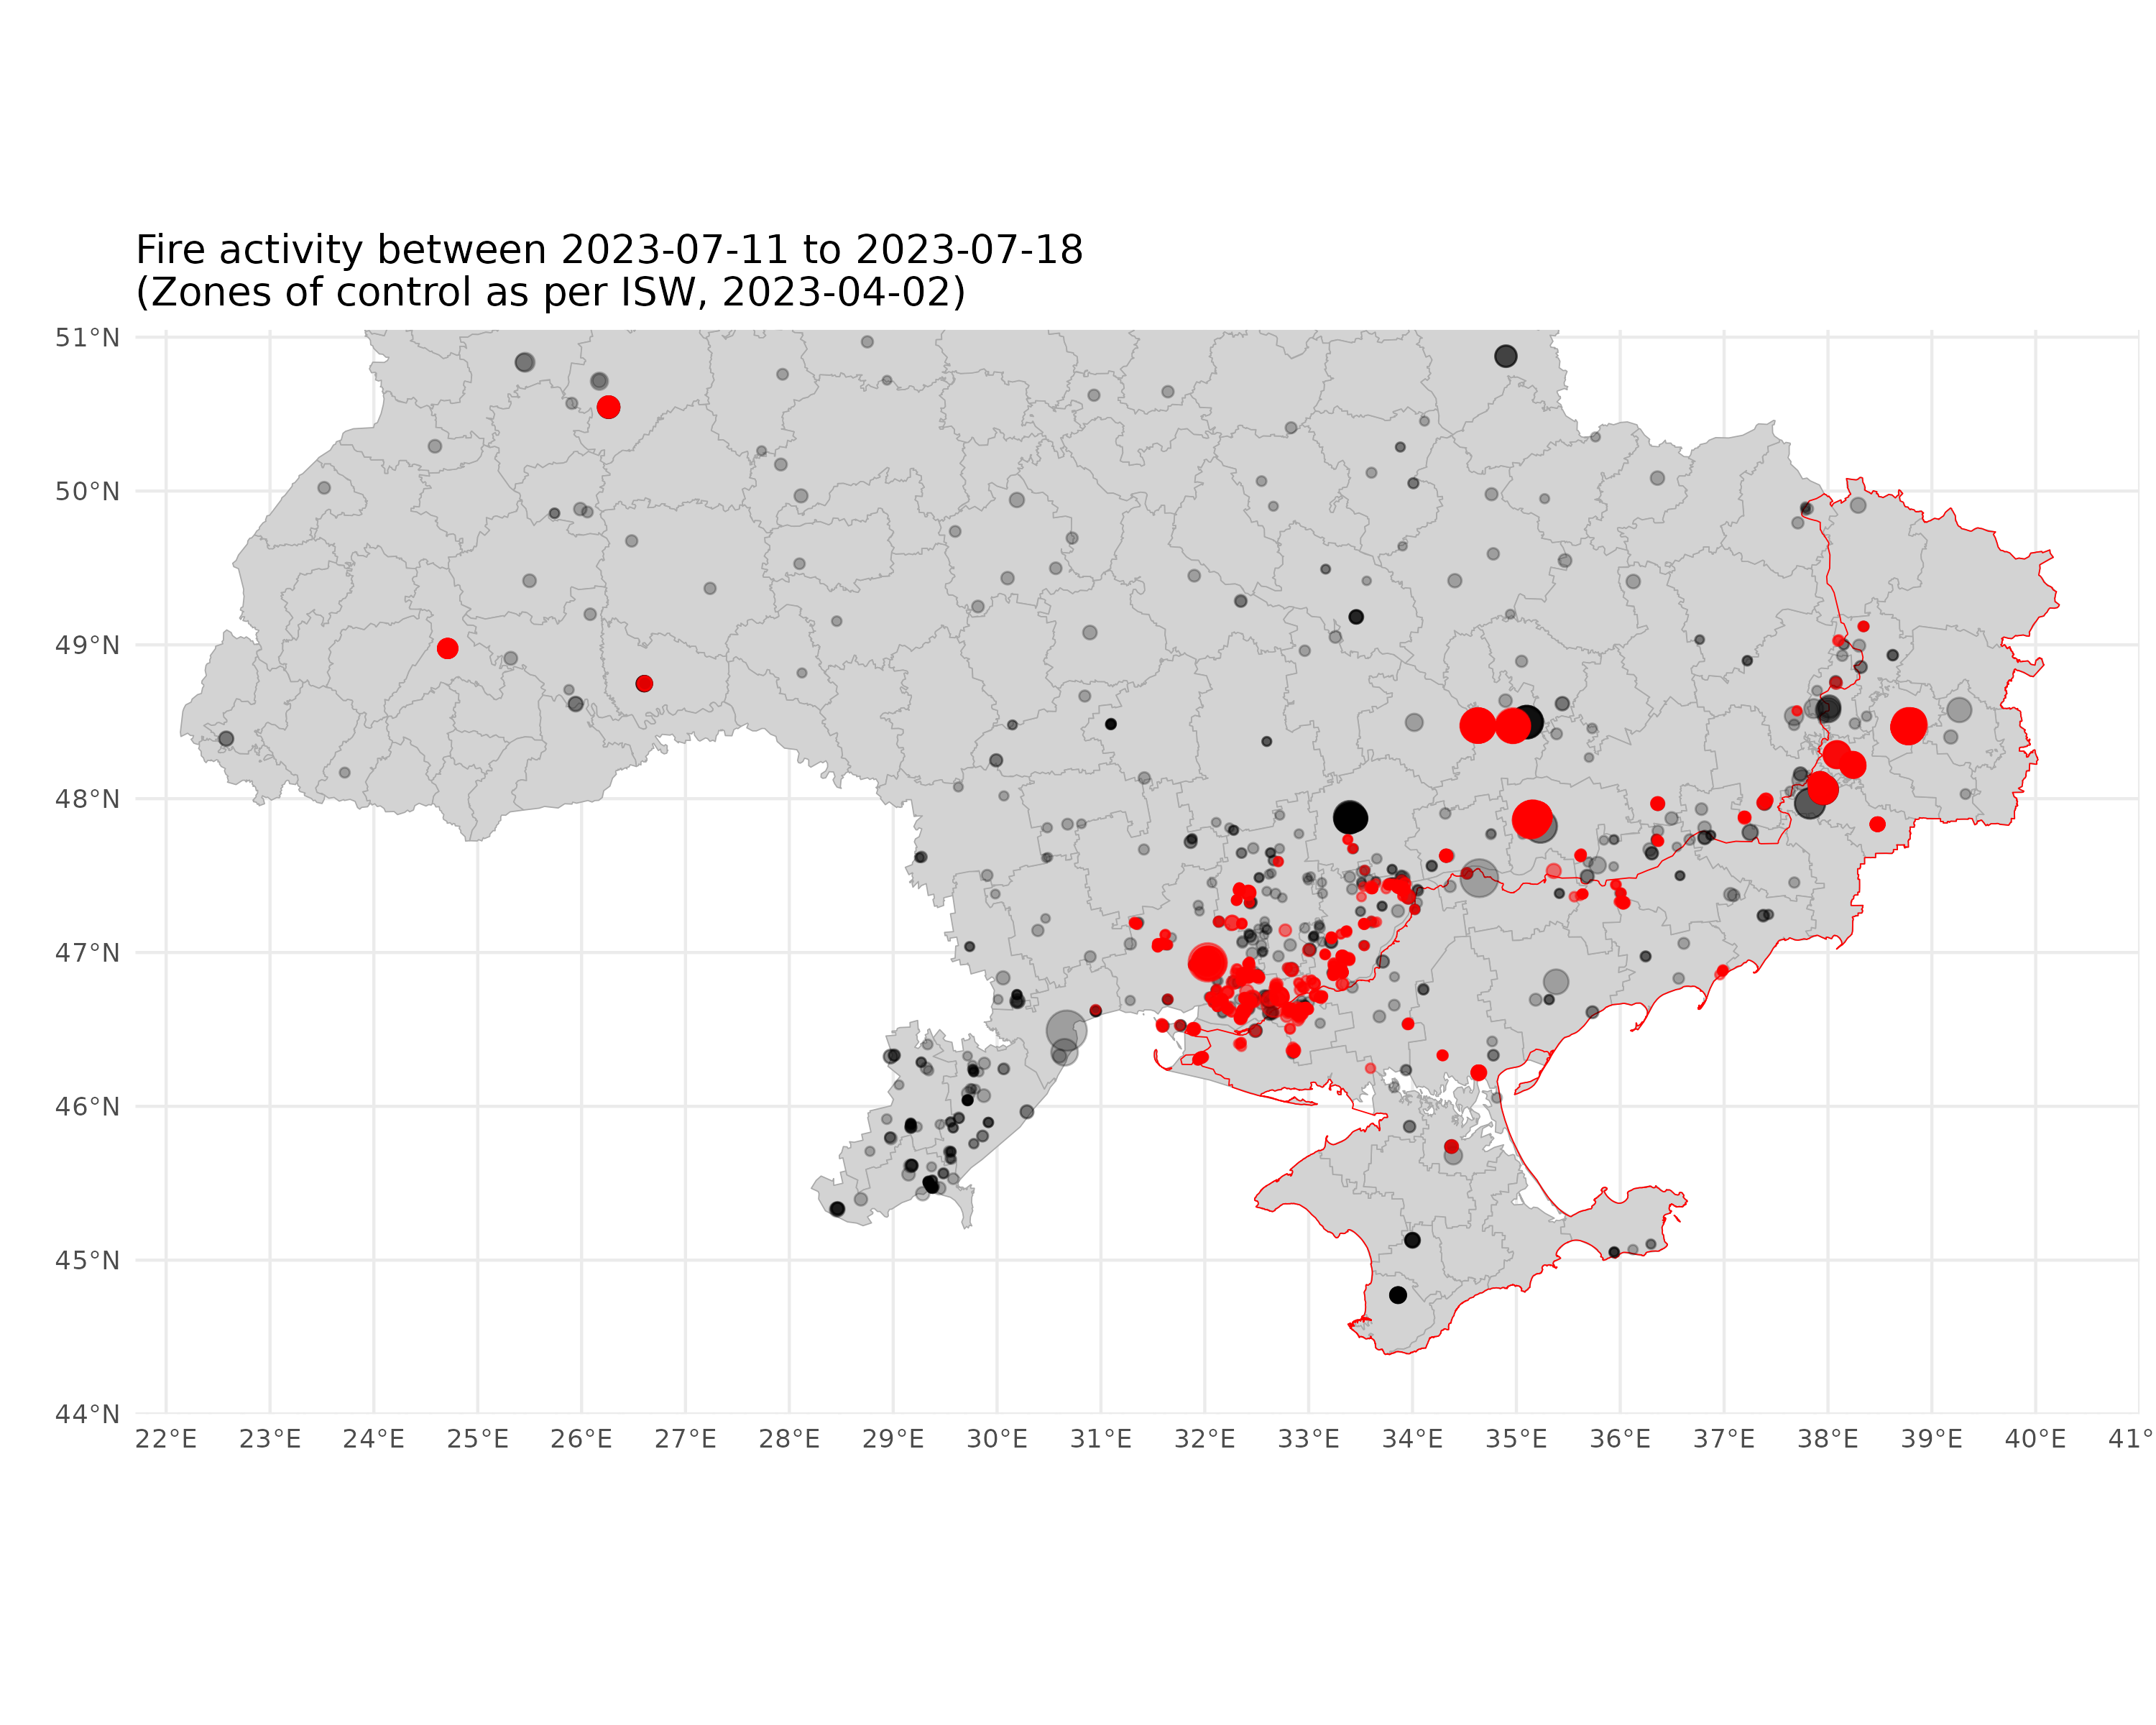 Fire activity between 2023-07-11 to 2023-07-18
(Zones of control as per ISW, 2023-04-02)
51°N
50°N
49°N
48°N
47°N
46°N
45°N
44°N
22°E 23°E 24°E 25°E 26°E 27°E 28°E 29°E 30°E 31°E 32°E 33°E 34°E 35°E 36°E 37°E 38°E 39°E 40°E 41°